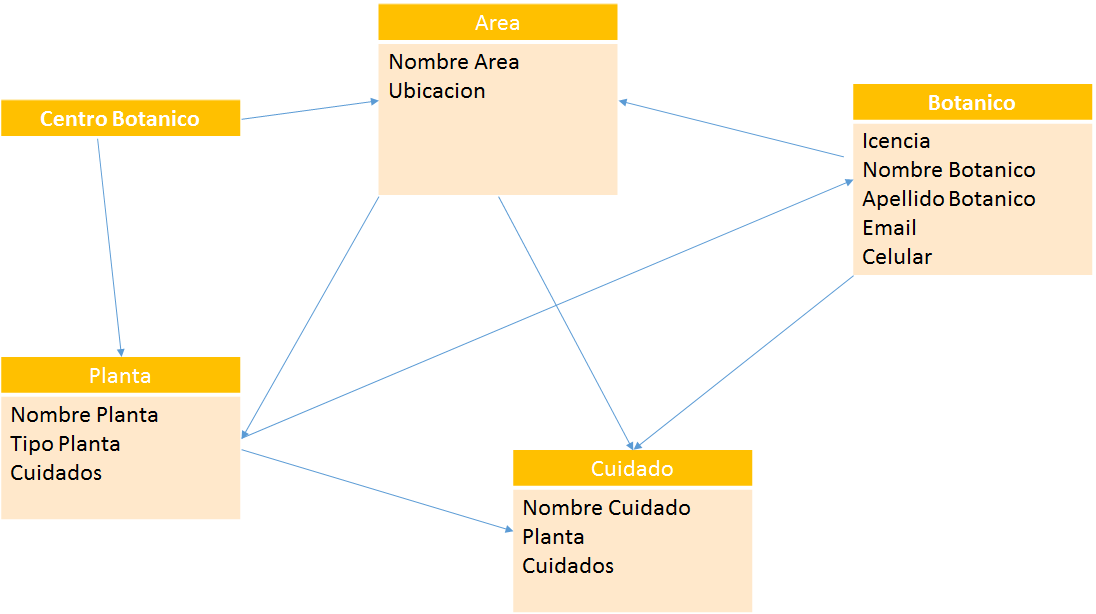 Area
Nombre Area
Ubicacion
Centro Botanico
Botanico
Icencia
Nombre Botanico
Apellido Botanico
Email
Celular
Planta
Nombre Planta
Tipo Planta
Cuidados
Cuidado
Nombre Cuidado
Planta
Cuidados